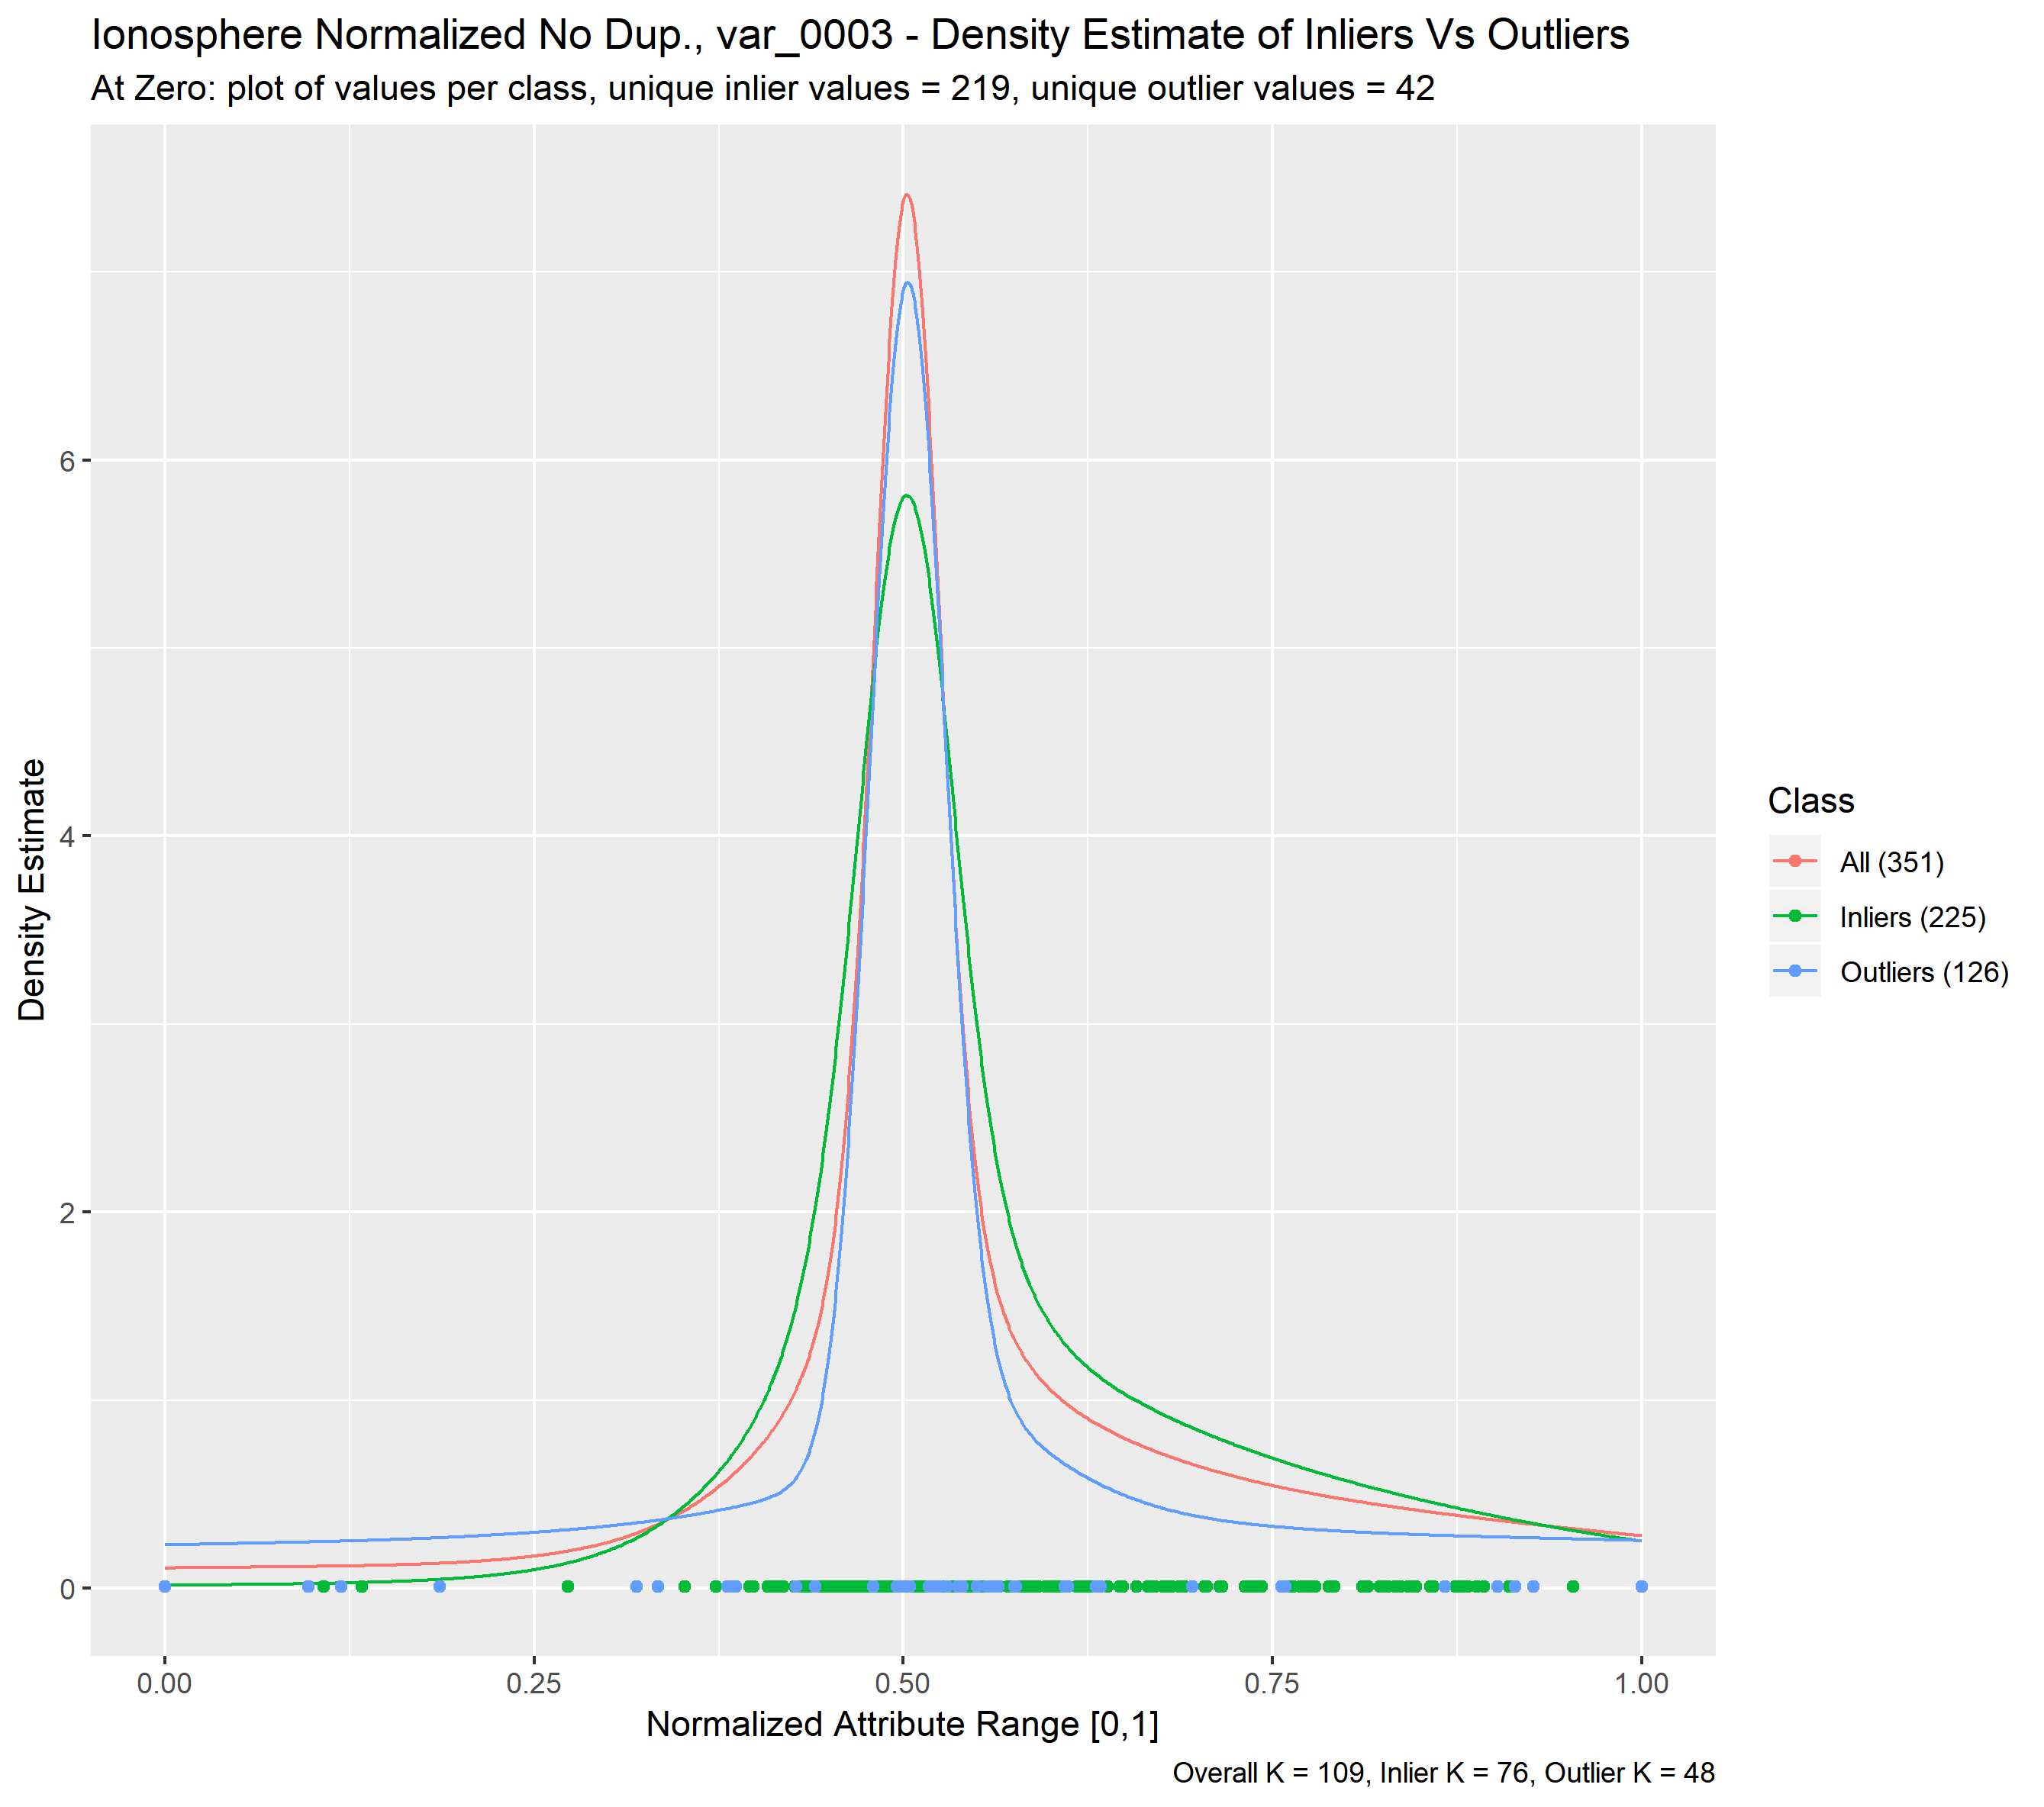 Ionosphere Normalized No Dup., var_0003 - Density Estimate of Inliers Vs Outliers
At Zero: plot of values per class, unique inlier values = 219, unique outlier values = 42
Density Estimate
6
4
2
0
0.00
0.25
0.50
0.75
1.00
Normalized Attribute Range [0,1]
Overall K = 109, Inlier K = 76, Outlier K = 48
Class
All (351)
Inliers (225)
Outliers (126)